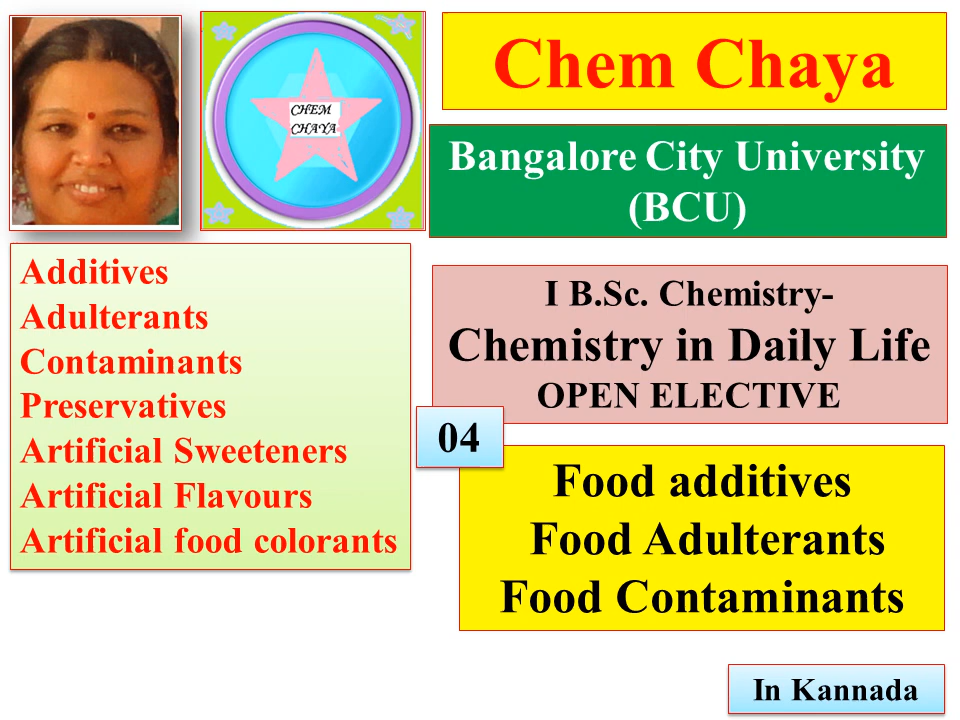 CHEM
CHAYA
Chem Chaya
Bangalore City University
(BCU)
Additives
Adulterants
Contaminants
Preservatives
Artificial Sweeteners
Artificial Flavours
Artificial food colorants
I B.Sc. Chemistry-
Chemistry in Daily Life
OPEN ELECTIVE
04
Food additives
Food Adulterants
Food Contaminants
In Kannada